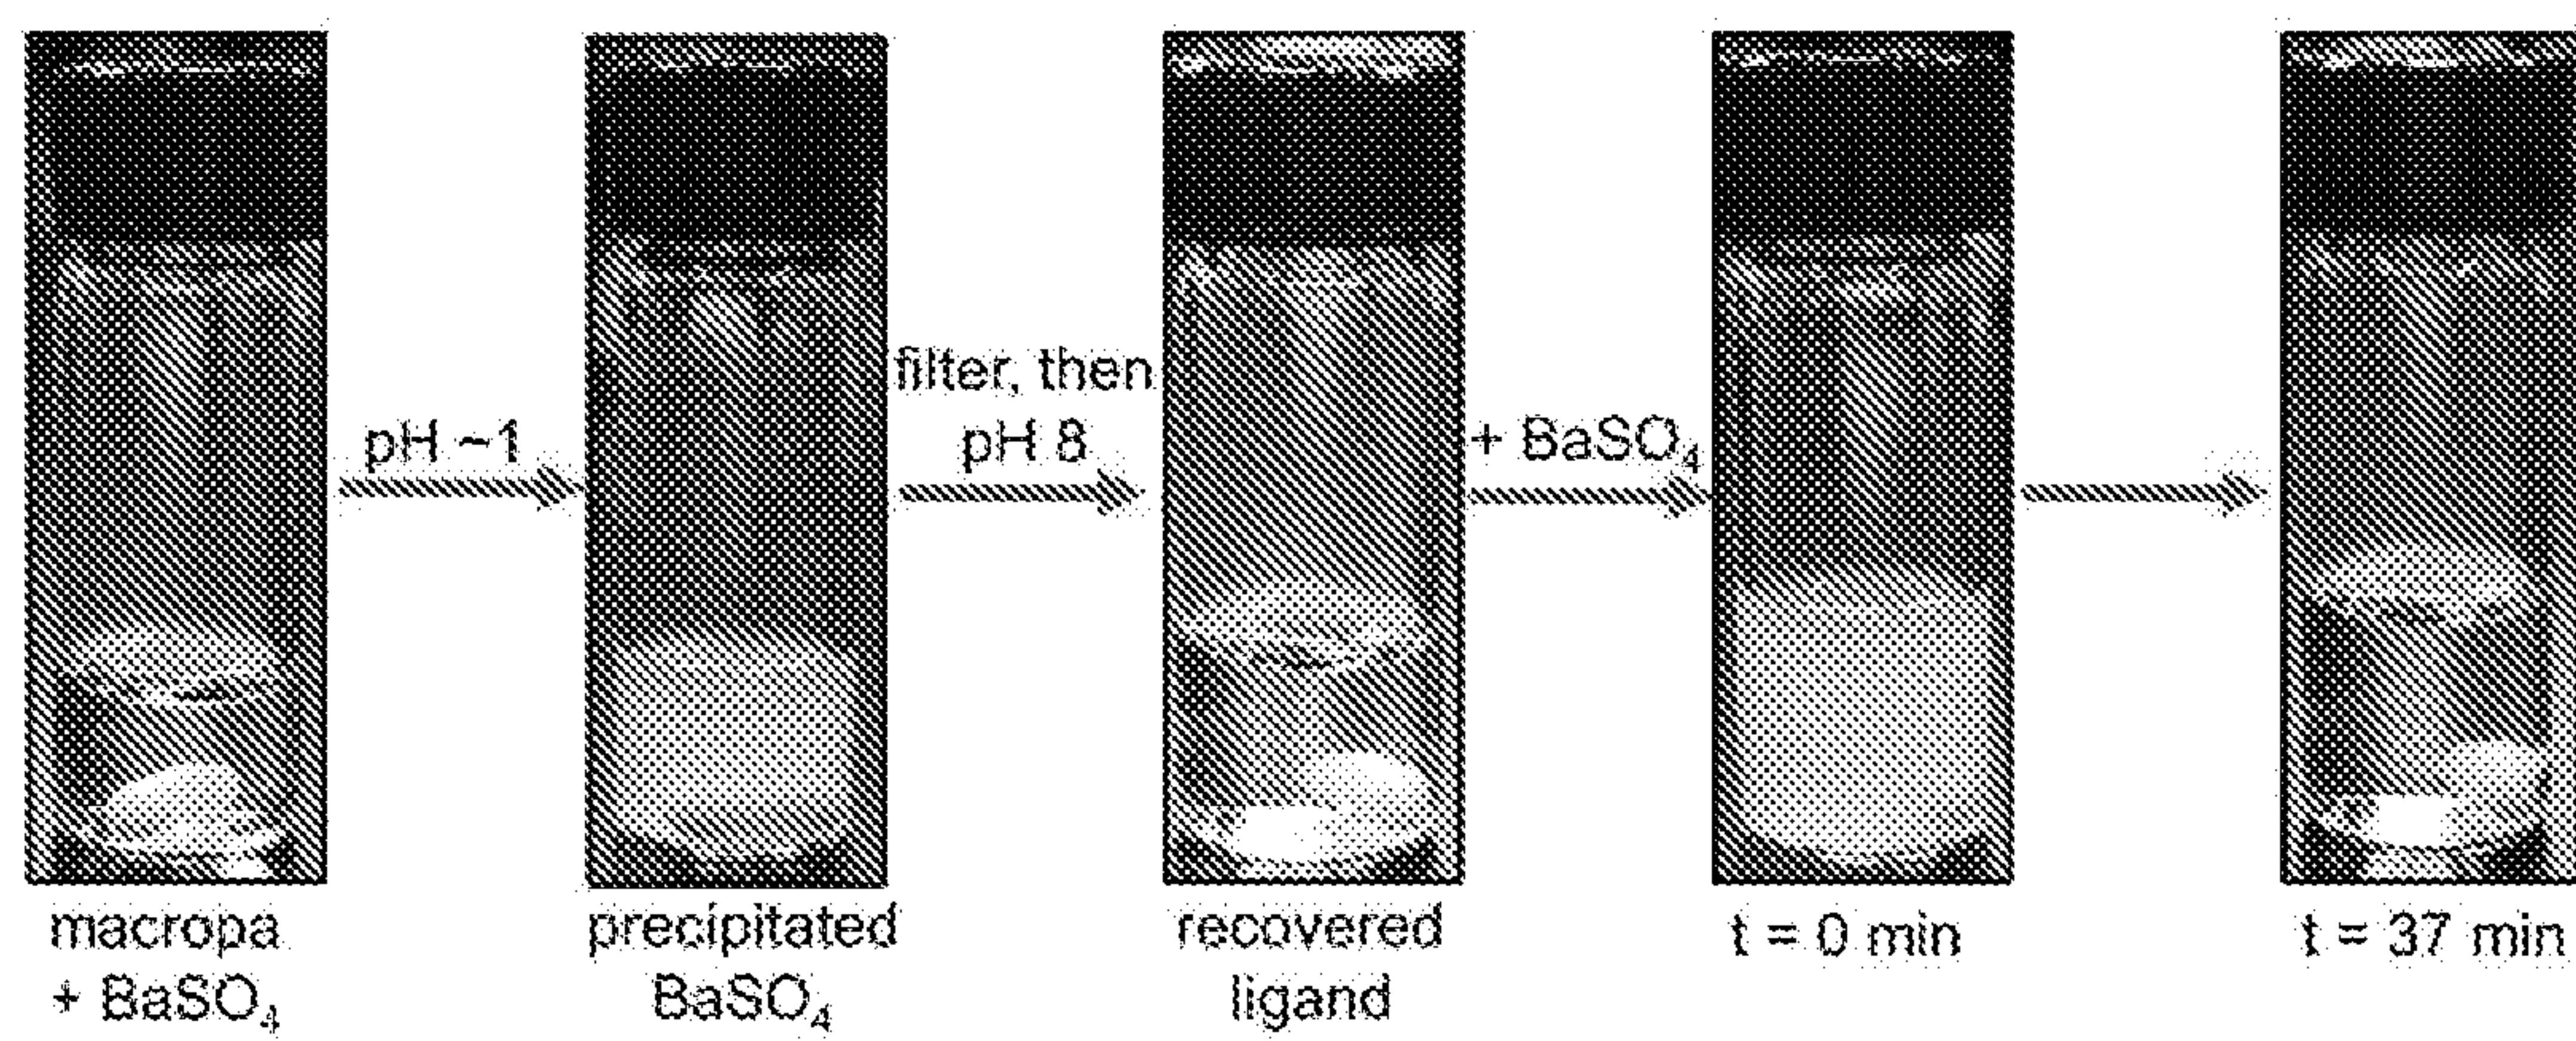 pH ~1
filter, then
pH 8
+ BaSO₄
macropa
+ BaSO₄
precipitated
BaSO₄
recovered
ligand
t = 0 min
t = 37 min